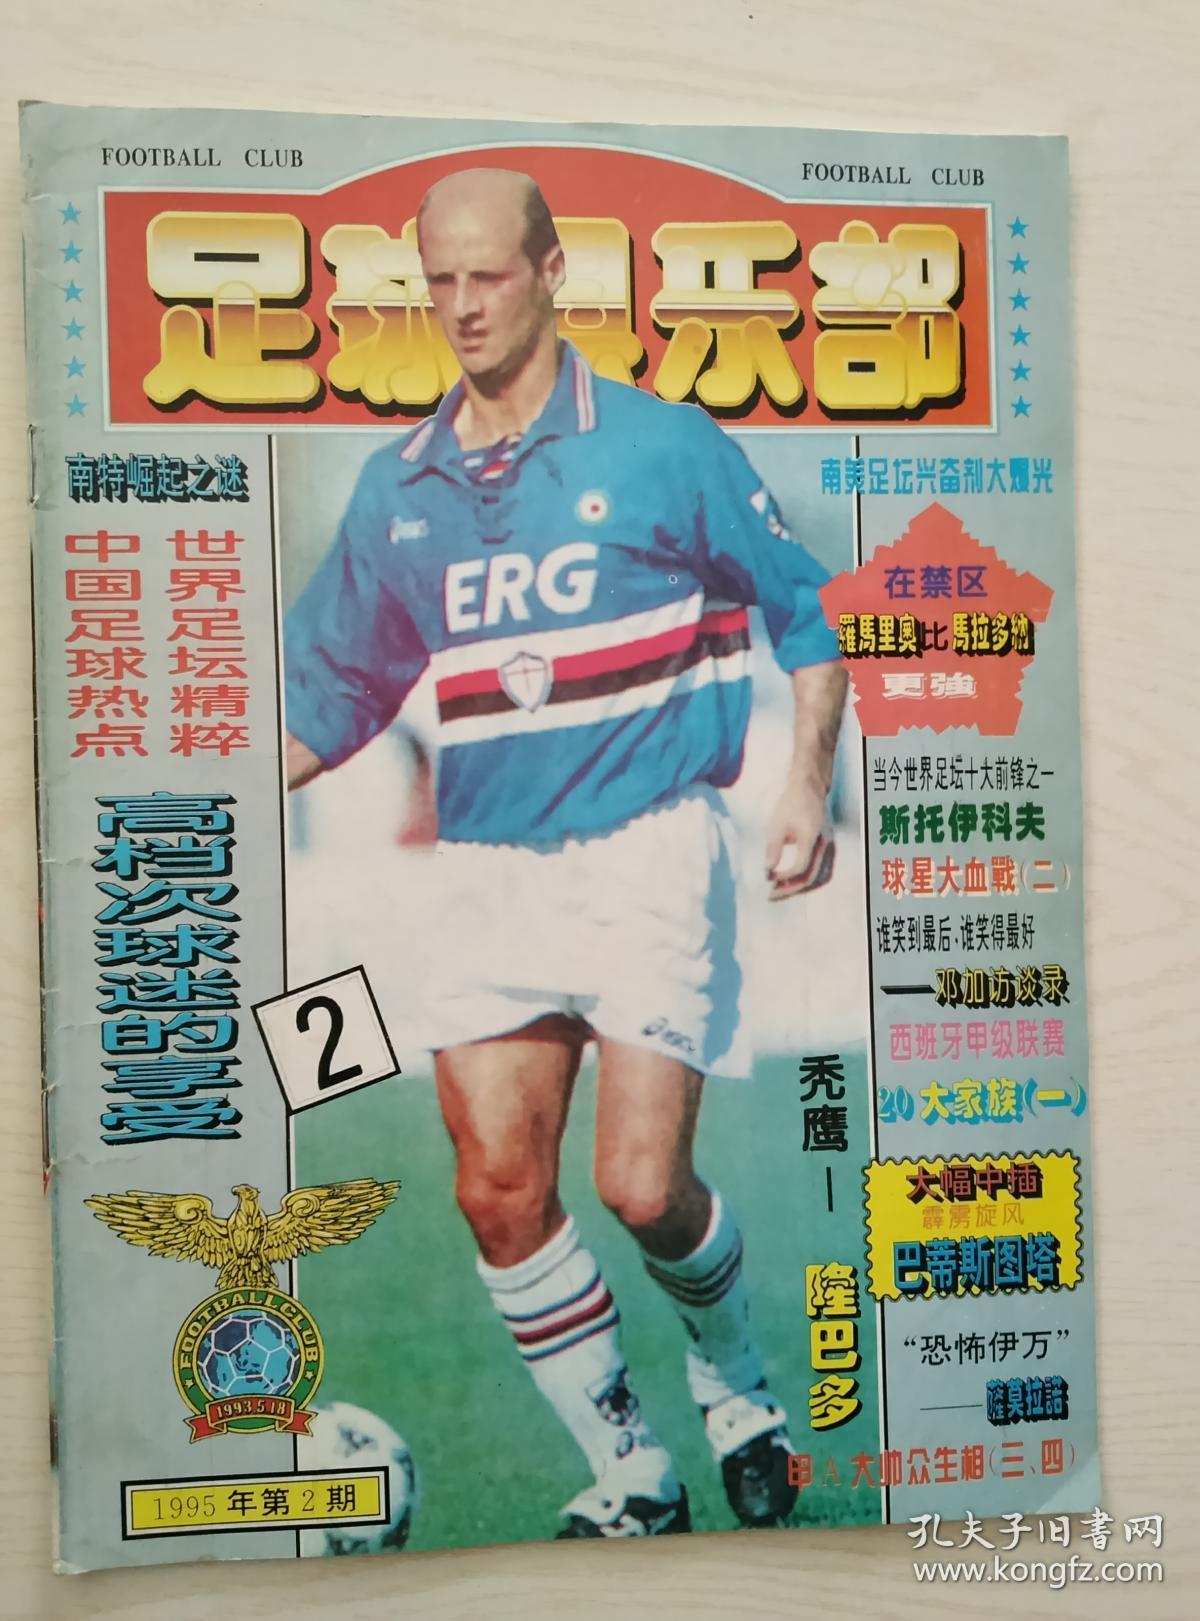 FOOTBALL CLUB
FOOTBALL CLUB
足球俱乐部
南特崛起之谜
世界足坛精粹
中国足球热点
高档次球迷的享受
2
FOOTBALL CLUB
1993.5.18
1995年第2期
asics
ERG
asics
南美足坛兴奋剂大曝光
在禁区
羅馬里奧比馬拉多納
更強
当今世界足坛十大前锋之一
斯托伊科夫
球星大血戰(二)
谁笑到最后、谁笑得最好
——邓加访谈录
西班牙甲级联赛
20大家族(一)
大幅中插
霹雳旋风
巴蒂斯图塔
秃鹰—隆巴多
“恐怖伊万”
——薩莫拉諾
甲A大帅众生相(三、四)
孔夫子旧书网
www.kongfz.com